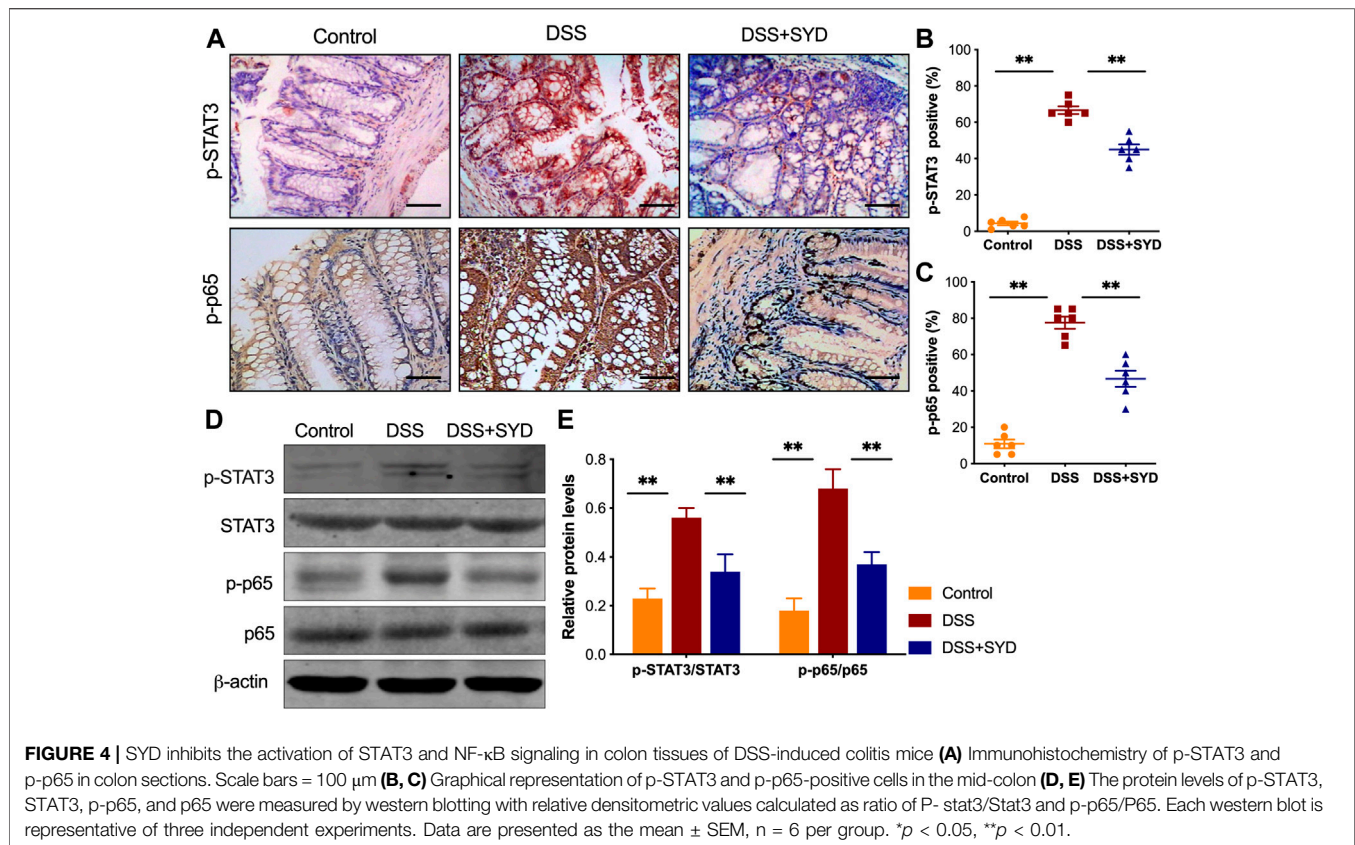 A
Control
DSS
DSS+SYD
p-STAT3
p-p65
B
p-STAT3 positive (%)
100
80
60
40
20
0
** **
Control DSS DSS+SYD
C
p-p65 positive (%)
100
80
60
40
20
0
** **
Control DSS DSS+SYD
D
Control DSS DSS+SYD
p-STAT3
STAT3
p-p65
p65
β-actin
E
Relative protein levels
0.8
0.6
0.4
0.2
0.0
** ** ** **
p-STAT3/STAT3 p-p65/p65
Control
DSS
DSS+SYD
FIGURE 4 | SYD inhibits the activation of STAT3 and NF-κB signaling in colon tissues of DSS-induced colitis mice (A) Immunohistochemistry of p-STAT3 and
p-p65 in colon sections. Scale bars = 100 μm (B, C) Graphical representation of p-STAT3 and p-p65-positive cells in the mid-colon (D, E) The protein levels of p-STAT3,
STAT3, p-p65, and p65 were measured by western blotting with relative densitometric values calculated as ratio of P- stat3/Stat3 and p-p65/P65. Each western blot is
representative of three independent experiments. Data are presented as the mean ± SEM, n = 6 per group. *p < 0.05, **p < 0.01.